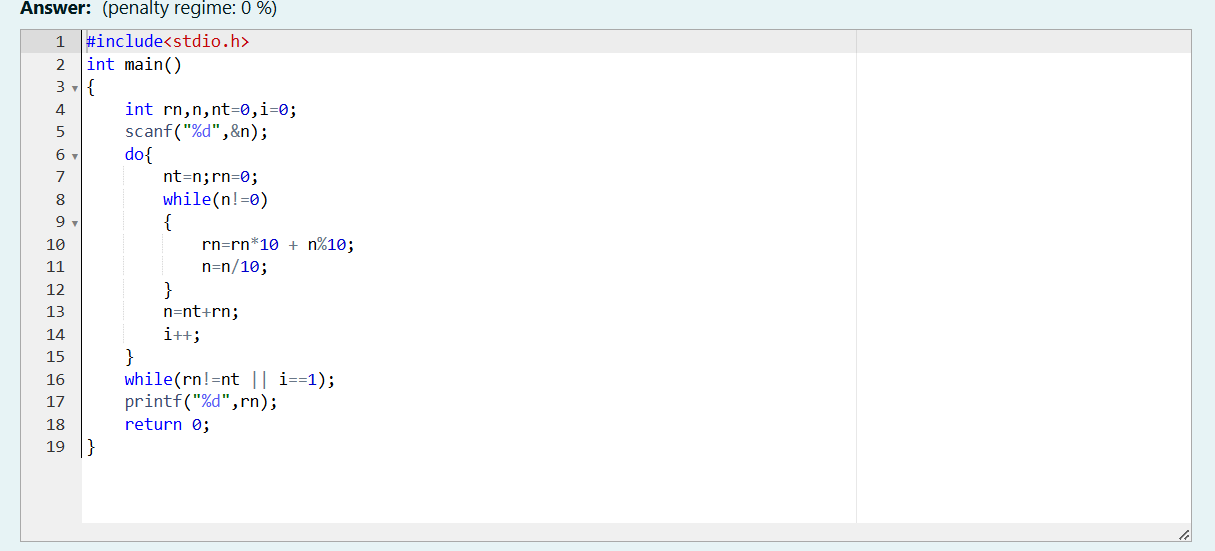 Answer: (penalty regime: 0 %)
1 #include<stdio.h>
2 int main()
3 {
4     int rn,n,nt=0,i=0;
5     scanf("%d",&n);
6     do{
7         nt=n;rn=0;
8         while(n!=0)
9         {
10             rn=rn*10 + n%10;
11             n=n/10;
12         }
13         n=nt+rn;
14         i++;
15     }
16     while(rn!=nt || i==1);
17     printf("%d",rn);
18     return 0;
19 }